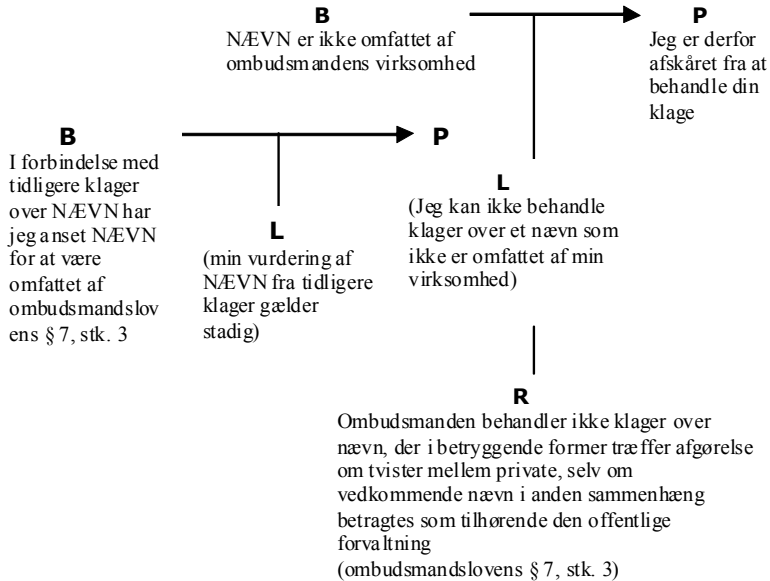 B
NÆVN er ikke omfattet af
ombudsmandens virksomhed
P
Jeg er derfor
afskåret fra at
behandle din
klage
B
I forbindelse med
tidligere klager
over NÆVN har
jeg anset NÆVN
for at være
omfattet af
ombudsmandslov
ens § 7, stk. 3
P
L
(min vurdering af
NÆVN fra tidligere
klager gælder
stadig)
L
(Jeg kan ikke behandle
klager over et nævn som
ikke er omfattet af min
virksomhed)
R
Ombudsmanden behandler ikke klager over
nævn, der i betryggende former træffer afgørelse
om tvister mellem private, selv om
vedkommende nævn i anden sammenhæng
betragtes som tilhørende den offentlige
forvaltning
(ombudsmandslovens § 7, stk. 3)